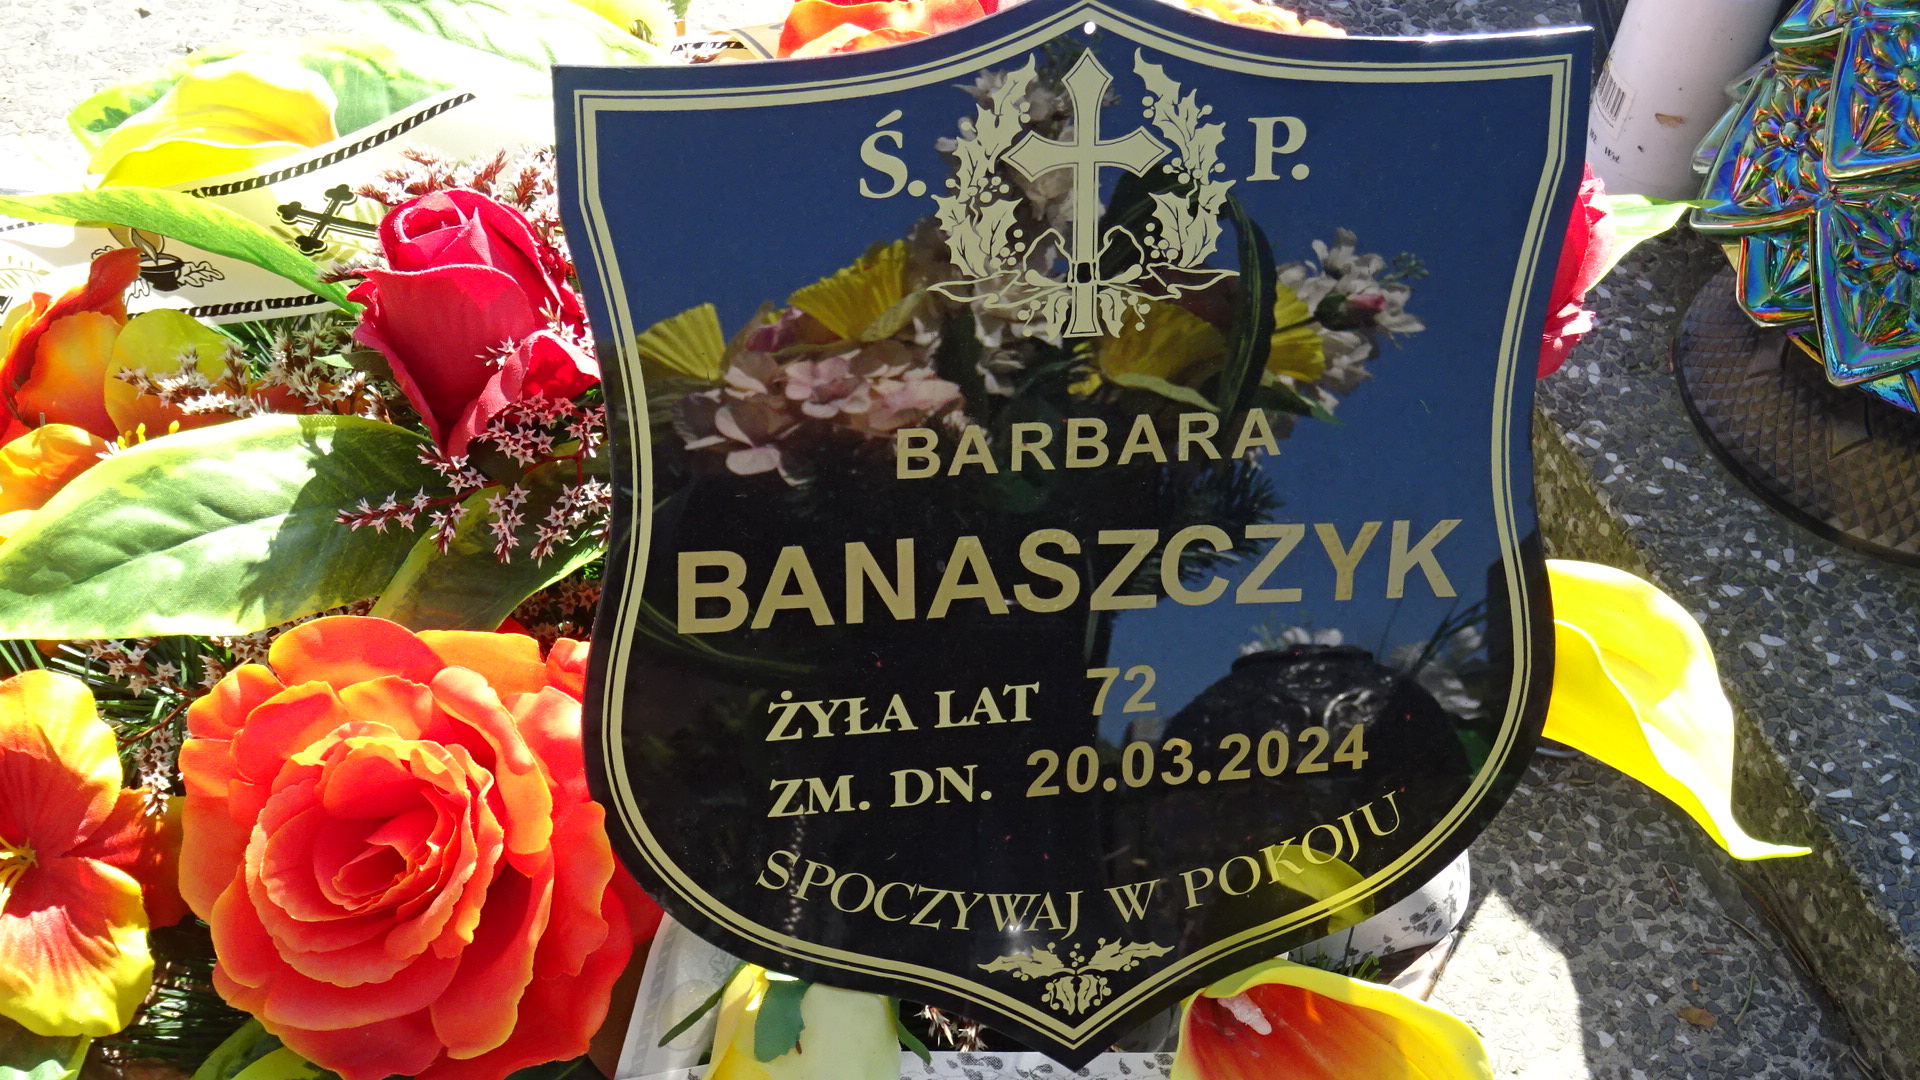 Ś. P.
BARBARA
BANASZCZYK
ŻYŁA LAT 72
ZM. DN. 20.03.2024
SPOCZYWAJ W POKOJU